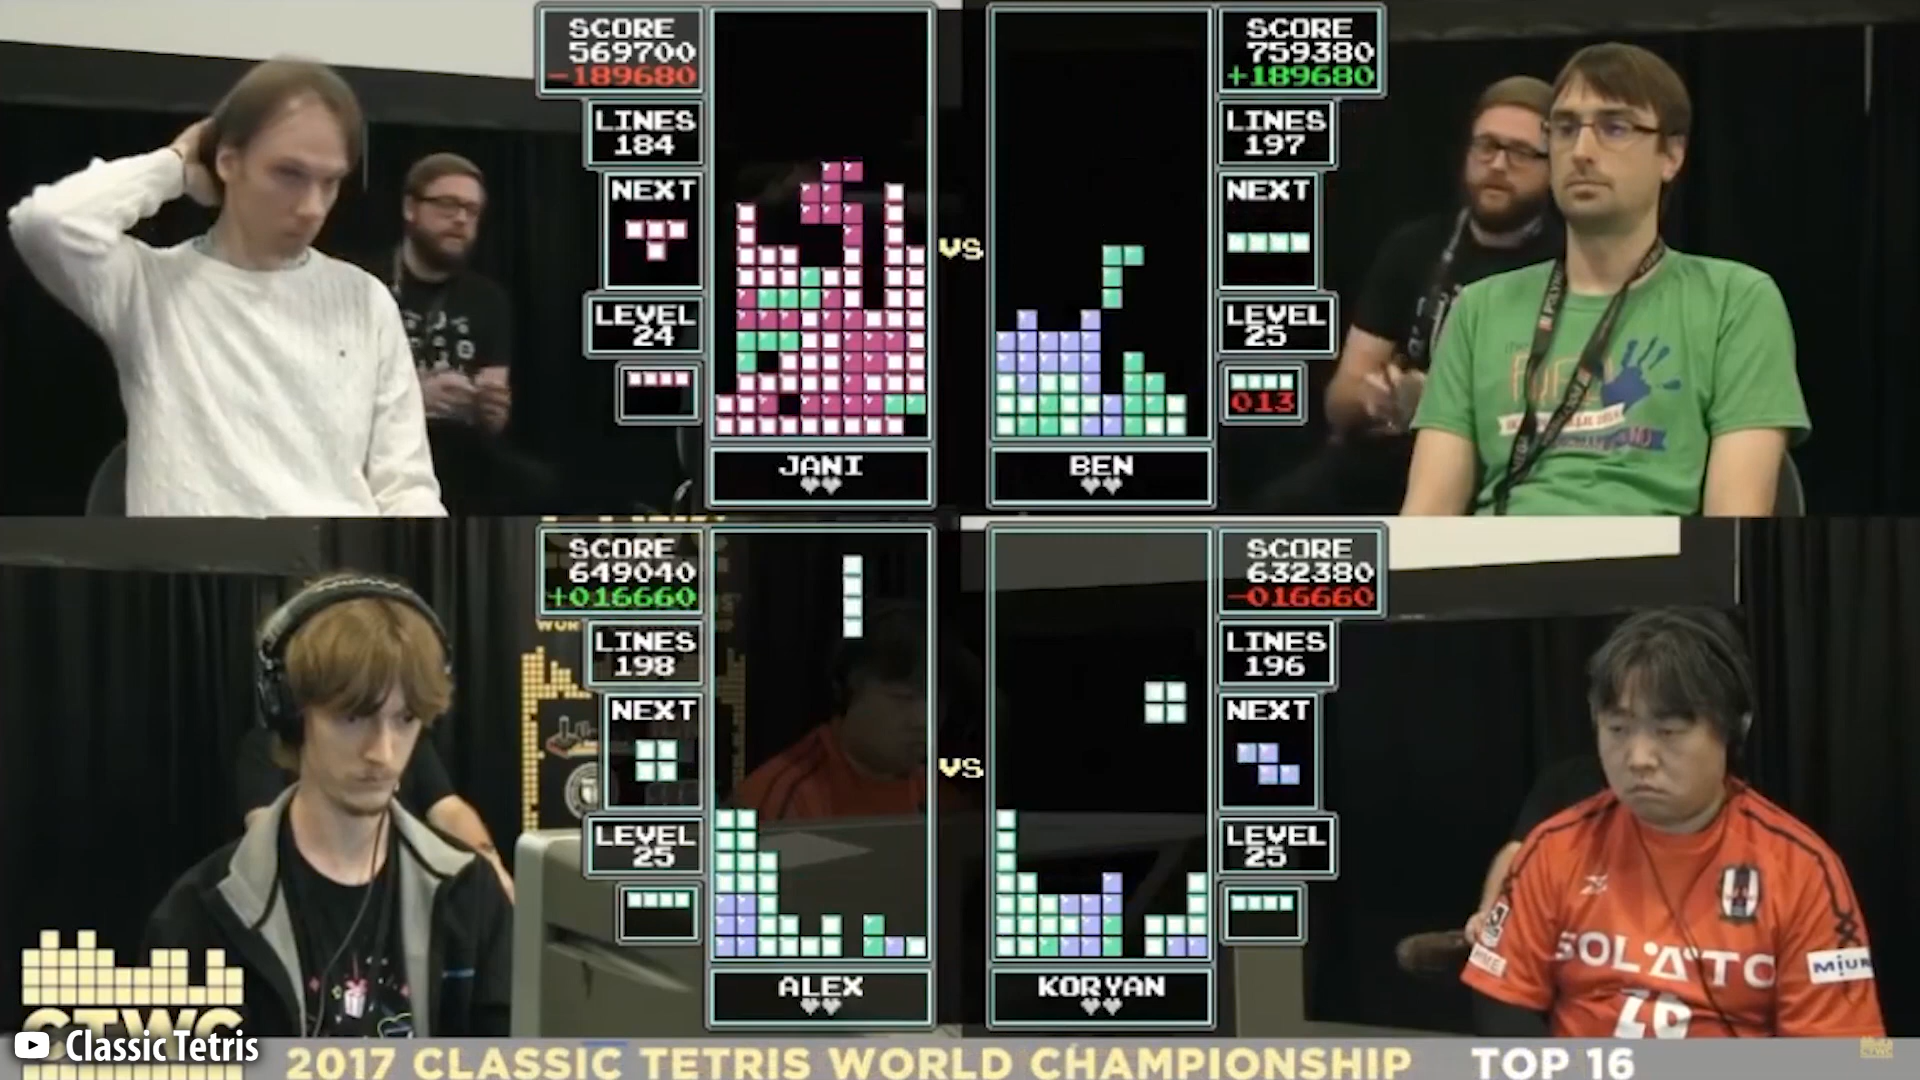 SCORE
569700
-189680
LINES
184
NEXT
LEVEL
24
JANI
VS
SCORE
759380
+189680
LINES
197
NEXT
LEVEL
25
013
BEN
SCORE
649040
+016660
LINES
198
NEXT
LEVEL
25
ALEX
VS
SCORE
632380
-016660
LINES
196
NEXT
LEVEL
25
KORYAN
SOLATO
MIUR
CTWC
Classic Tetris
2017 CLASSIC TETRIS WORLD CHAMPIONSHIP TOP 16